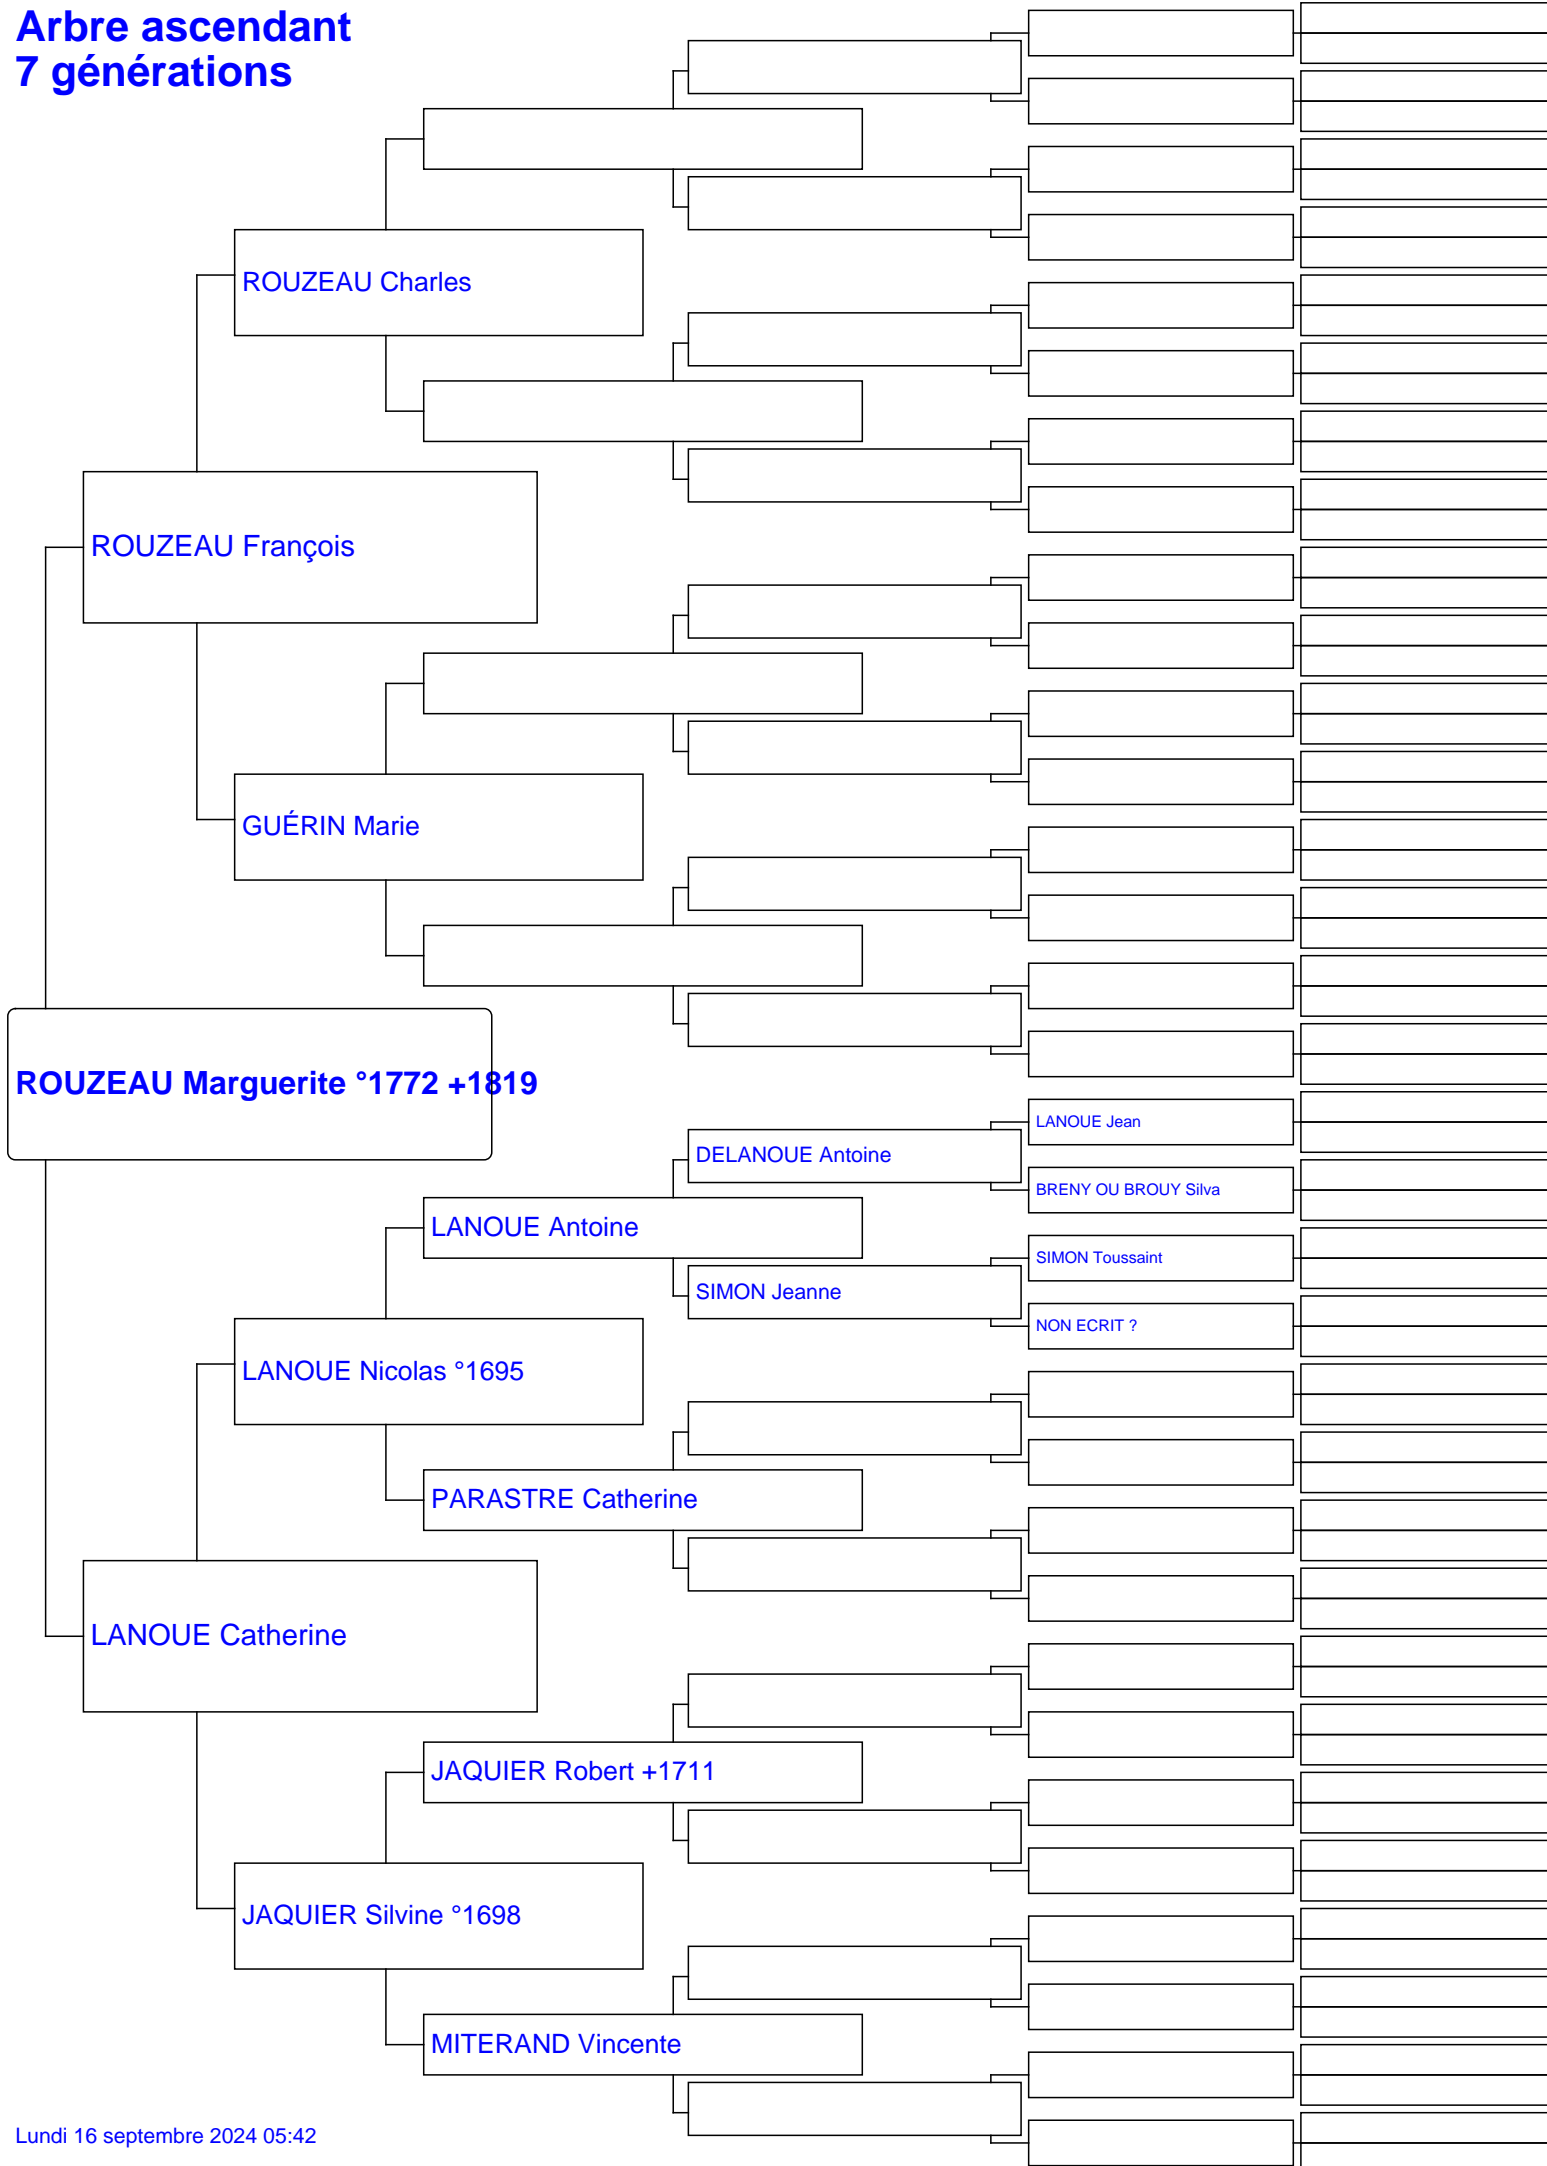 Arbre ascendant
7 générations
ROUZEAU Charles
ROUZEAU François
GUÉRIN Marie
ROUZEAU Marguerite °1772 +1819
LANOUE Jean
DELANOUE Antoine
BRENY OU BROUY Silva
LANOUE Antoine
SIMON Toussaint
SIMON Jeanne
NON ECRIT ?
LANOUE Nicolas °1695
PARASTRE Catherine
LANOUE Catherine
JAQUIER Robert +1711
JAQUIER Silvine °1698
MITERAND Vincente
Lundi 16 septembre 2024 05:42